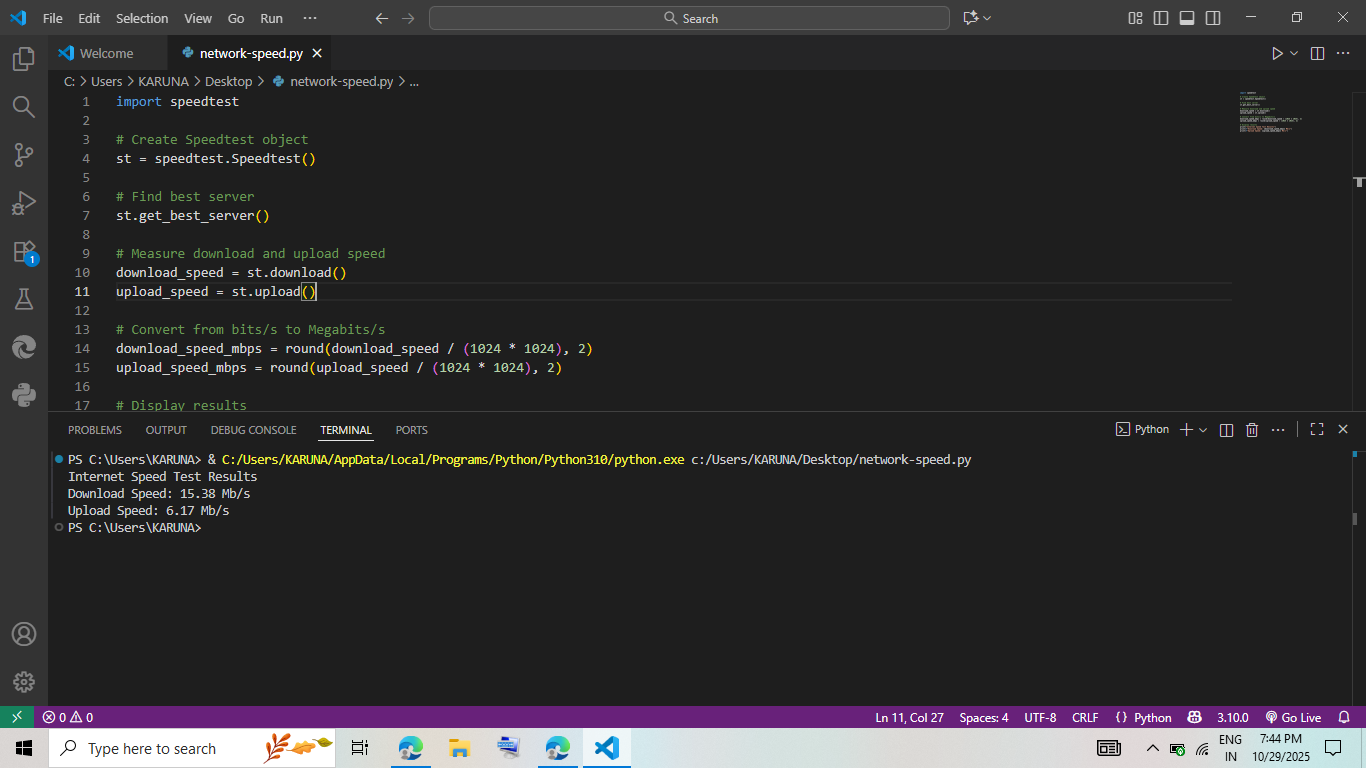 File Edit Selection View Go Run ··· Search
Welcome network-speed.py
C: > Users > KARUNA > Desktop > network-speed.py > ...
1 import speedtest
2
3 # Create Speedtest object
4 st = speedtest.Speedtest()
5
6 # Find best server
7 st.get_best_server()
8
9 # Measure download and upload speed
10 download_speed = st.download()
11 upload_speed = st.upload()
12
13 # Convert from bits/s to Megabits/s
14 download_speed_mbps = round(download_speed / (1024 * 1024), 2)
15 upload_speed_mbps = round(upload_speed / (1024 * 1024), 2)
16
17 # Display results
1
PROBLEMS OUTPUT DEBUG CONSOLE TERMINAL PORTS Python
PS C:\Users\KARUNA> & C:/Users/KARUNA/AppData/Local/Programs/Python/Python310/python.exe c:/Users/KARUNA/Desktop/network-speed.py
Internet Speed Test Results
Download Speed: 15.38 Mb/s
Upload Speed: 6.17 Mb/s
PS C:\Users\KARUNA>
0 0 Ln 11, Col 27 Spaces: 4 UTF-8 CRLF {} Python 3.10.0 Go Live
Type here to search
ENG 7:44 PM
IN 10/29/2025